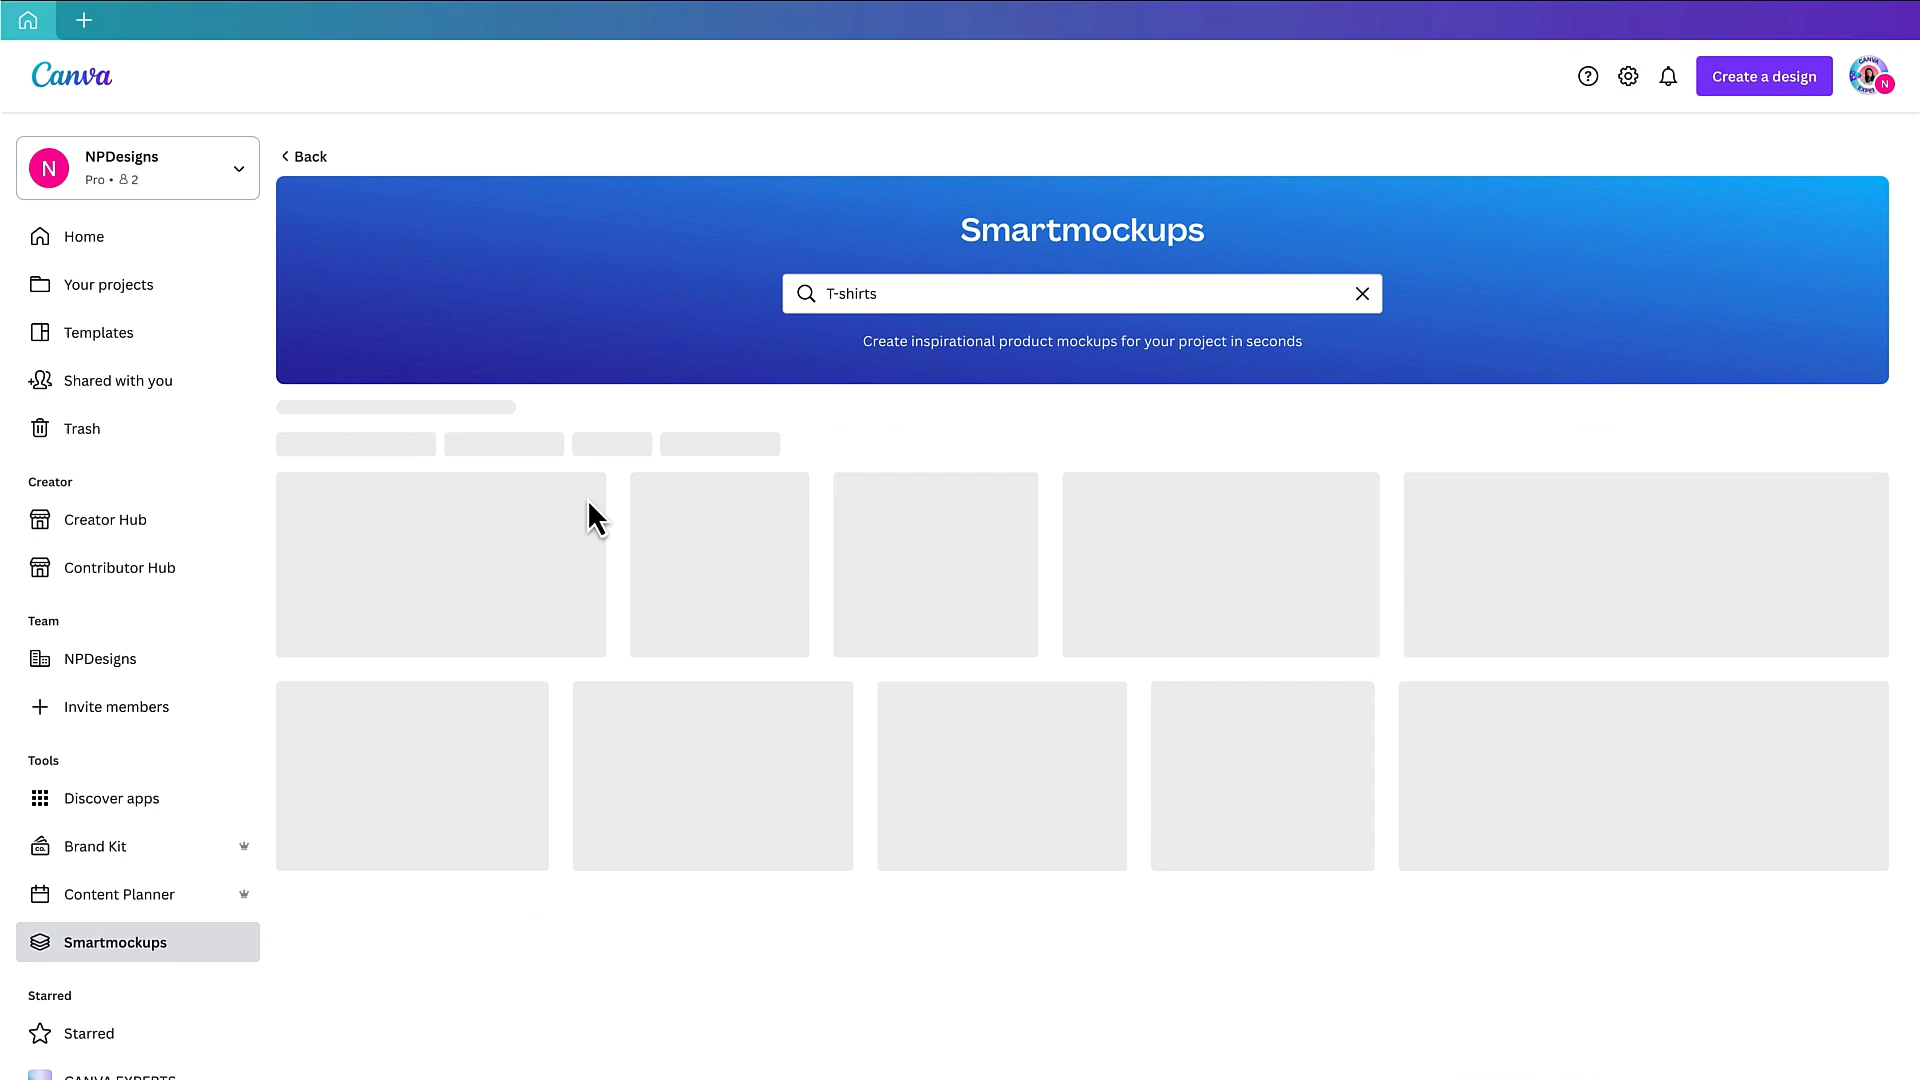 Canva
Create a design
N
N
NPDesigns
Pro • 2
Back
Home
Your projects
Templates
Shared with you
Trash
Creator
Creator Hub
Contributor Hub
Team
NPDesigns
Invite members
Tools
Discover apps
Brand Kit
Content Planner
Smartmockups
Starred
Starred
CANVA EXPERTS
Smartmockups
T-shirts
Create inspirational product mockups for your project in seconds